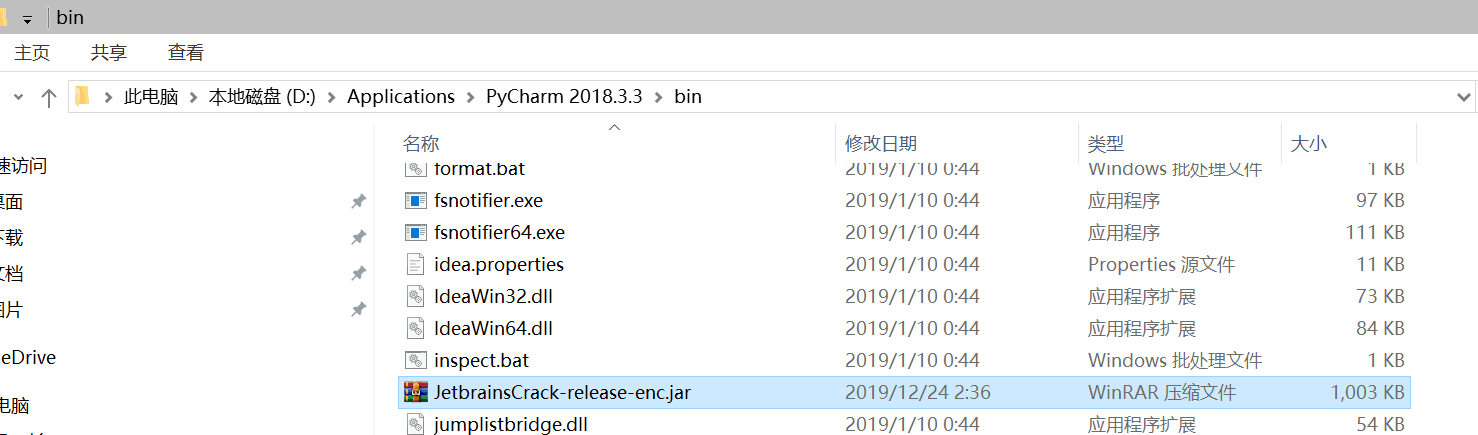 bin
主页 共享 查看
此电脑 本地磁盘 (D:) Applications PyCharm 2018.3.3 bin
名称 修改日期 类型 大小
format.bat 2019/1/10 0:44 Windows 批处理文件 1 KB
速访问
fsnotifier.exe 2019/1/10 0:44 应用程序 97 KB
桌面
fsnotifier64.exe 2019/1/10 0:44 应用程序 111 KB
下载
idea.properties 2019/1/10 0:44 Properties 源文件 11 KB
文档
IdeaWin32.dll 2019/1/10 0:44 应用程序扩展 73 KB
图片
IdeaWin64.dll 2019/1/10 0:44 应用程序扩展 84 KB
eDrive
inspect.bat 2019/1/10 0:44 Windows 批处理文件 1 KB
JetbrainsCrack-release-enc.jar 2019/12/24 2:36 WinRAR 压缩文件 1,003 KB
电脑
jumplistbridge.dll 2019/1/10 0:44 应用程序扩展 54 KB